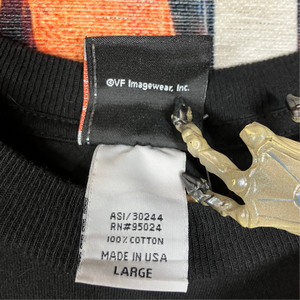 ©VF Imagewear, Inc.
ASI/30244
RN#95024
100% COTTON
MADE IN USA
LARGE